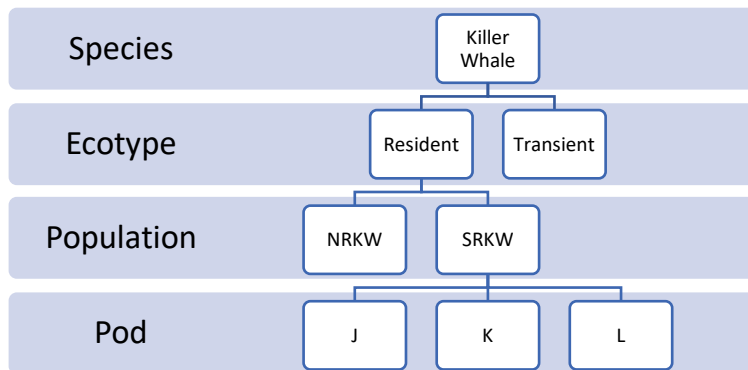 Species
Killer
Whale
Ecotype
Resident
Transient
Population
NRKW
SRKW
Pod
J
K
L